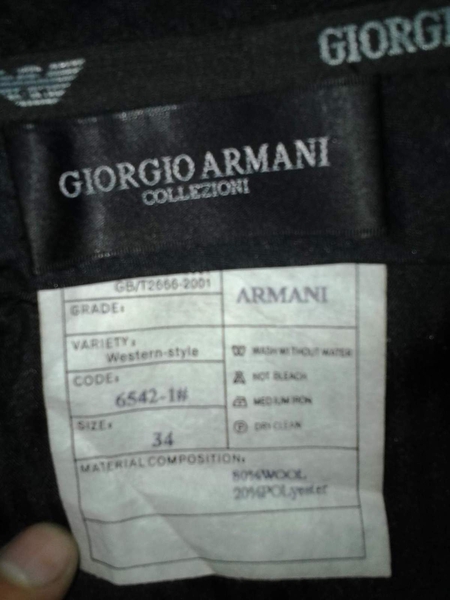 GIORGI
GIORGIO ARMANI
COLLEZIONI
GB/T2666-2001
GRADE:
VARIETY:
Western-style
CODE:
6542-1#
SIZE:
34
MATERIAL COMPOSITION:
80%WOOL
20%POLyester
ARMANI
WASH WITHOUT WATER
NOT BLEACH
MEDIUM IRON
DRY CLEAN